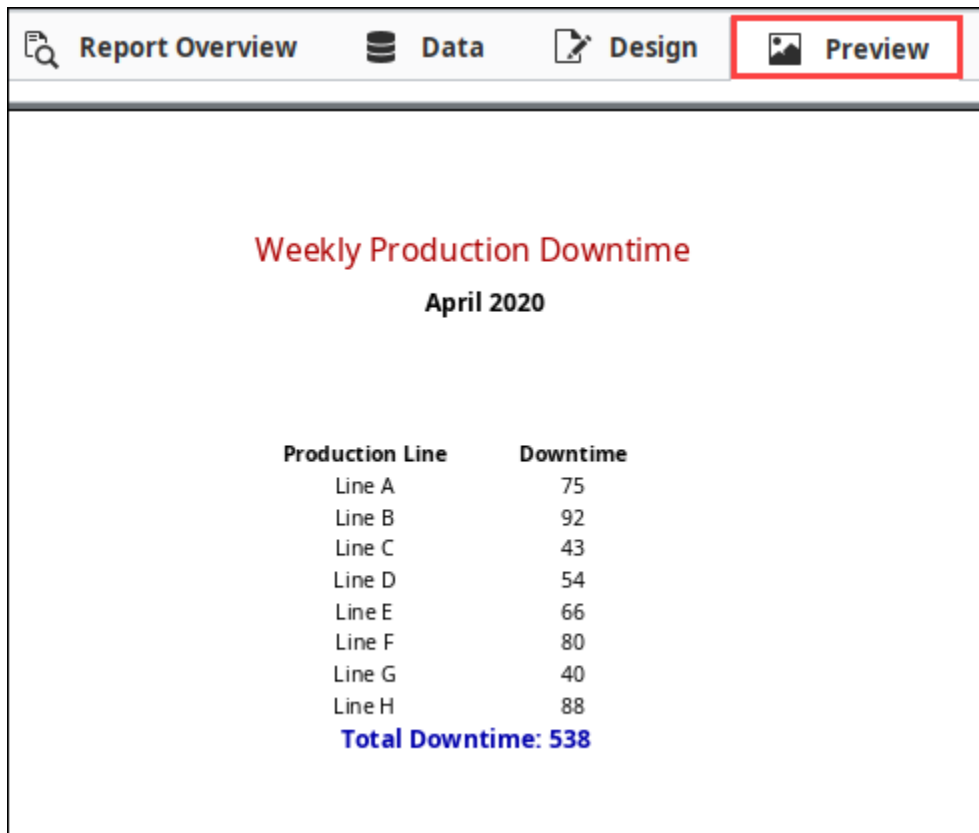 Report Overview Data Design Preview
Weekly Production Downtime
April 2020
Production Line Downtime
Line A 75
Line B 92
Line C 43
Line D 54
Line E 66
Line F 80
Line G 40
Line H 88
Total Downtime: 538